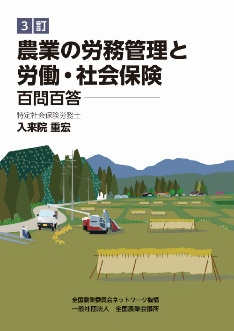 3訂
農業の労務管理と
労働・社会保険
百問百答
特定社会保険労務士
入来院 重宏
全国農業委員会ネットワーク機構
一般社団法人 全国農業会議所